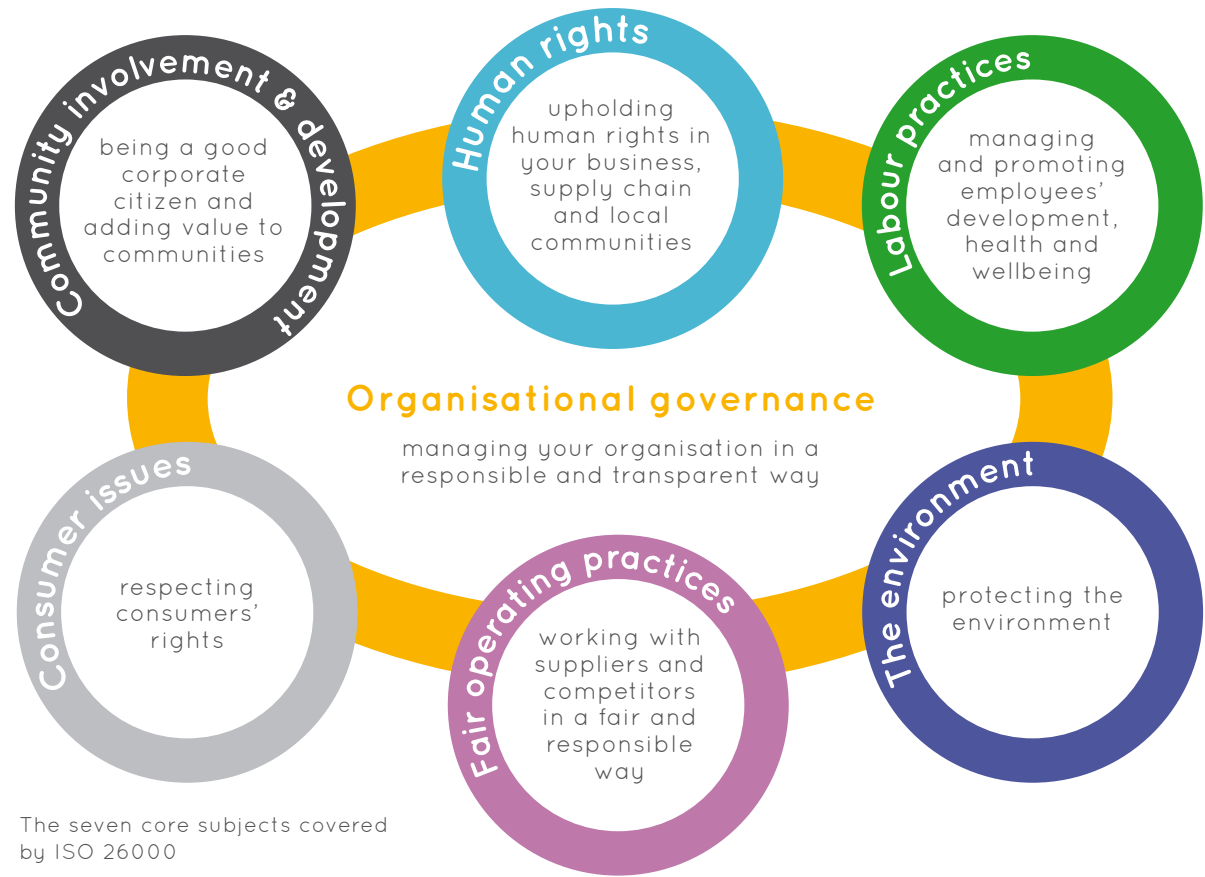 Community involvement & development
being a good
corporate
citizen and
adding value to
communities
Human rights
upholding
human rights in
your business,
supply chain
and local
communities
Labour practices
managing
and promoting
employees’
development,
health and
wellbeing
Organisational governance
managing your organisation in a
responsible and transparent way
Consumer issues
respecting
consumers’
rights
Fair operating practices
working with
suppliers and
competitors
in a fair and
responsible
way
The environment
protecting the
environment
The seven core subjects covered
by ISO 26000